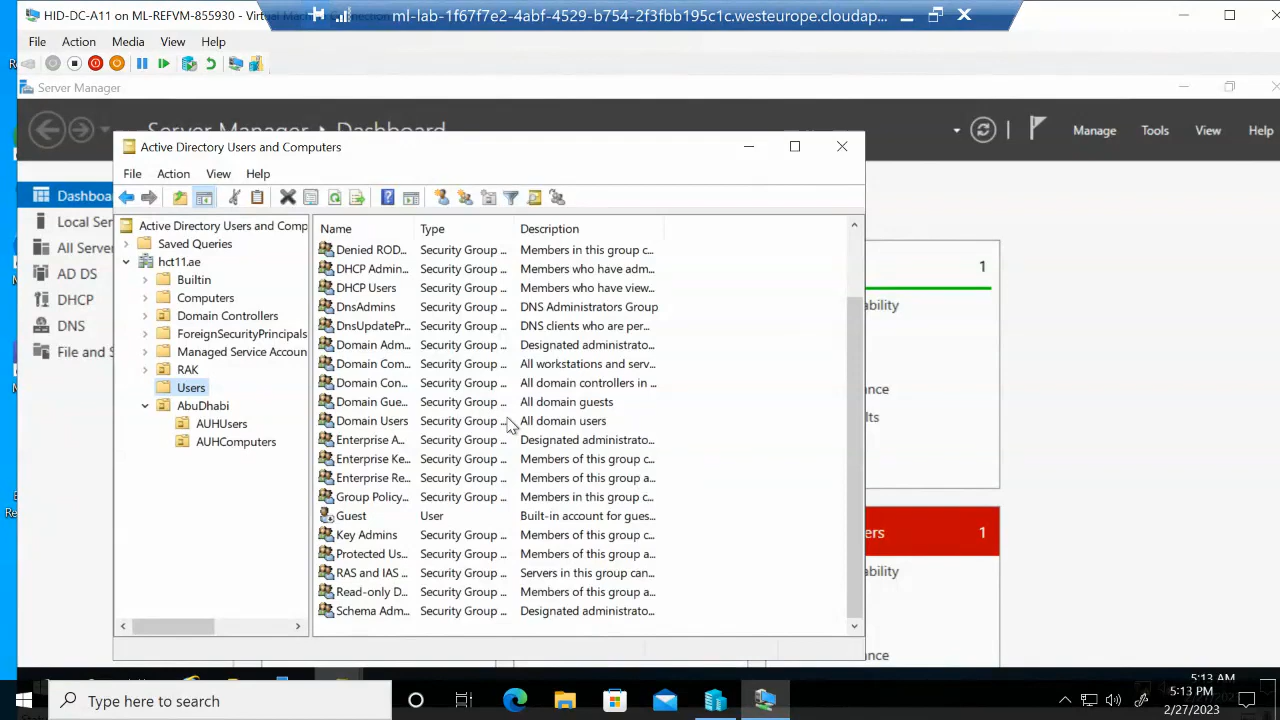 HID-DC-A11 on ML-REFVM-855930 - Virtual Machine Connection
ml-lab-1f67f7e2-4abf-4529-b754-2f3fbb195c1c.westeurope.cloudap...
File Action Media View Help
Server Manager
Server Manager • Dashboard
Manage Tools View Help
Active Directory Users and Computers
File Action View Help
Dashboa
Local Ser
All Server
AD DS
DHCP
DNS
File and S
Active Directory Users and Comp
Saved Queries
hct11.ae
Builtin
Computers
Domain Controllers
ForeignSecurityPrincipals
Managed Service Accoun
RAK
Users
AbuDhabi
AUHUsers
AUHComputers
Name Type Description
Denied ROD... Security Group ... Members in this group c...
DHCP Admin... Security Group ... Members who have adm...
DHCP Users Security Group ... Members who have view...
DnsAdmins Security Group ... DNS Administrators Group
DnsUpdatePr... Security Group ... DNS clients who are per...
Domain Adm... Security Group ... Designated administrato...
Domain Com... Security Group ... All workstations and serv...
Domain Con... Security Group ... All domain controllers in ...
Domain Gue... Security Group ... All domain guests
Domain Users Security Group ... All domain users
Enterprise A... Security Group ... Designated administrato...
Enterprise Ke... Security Group ... Members of this group c...
Enterprise Re... Security Group ... Members of this group a...
Group Policy... Security Group ... Members in this group c...
Guest User Built-in account for gues...
Key Admins Security Group ... Members of this group c...
Protected Us... Security Group ... Members of this group a...
RAS and IAS ... Security Group ... Servers in this group can...
Read-only D... Security Group ... Members of this group a...
Schema Adm... Security Group ... Designated administrato...
1
ability
ance
lts
ers 1
ability
ance
5:13 AM
Type here to search
5:13 PM
2/27/2023